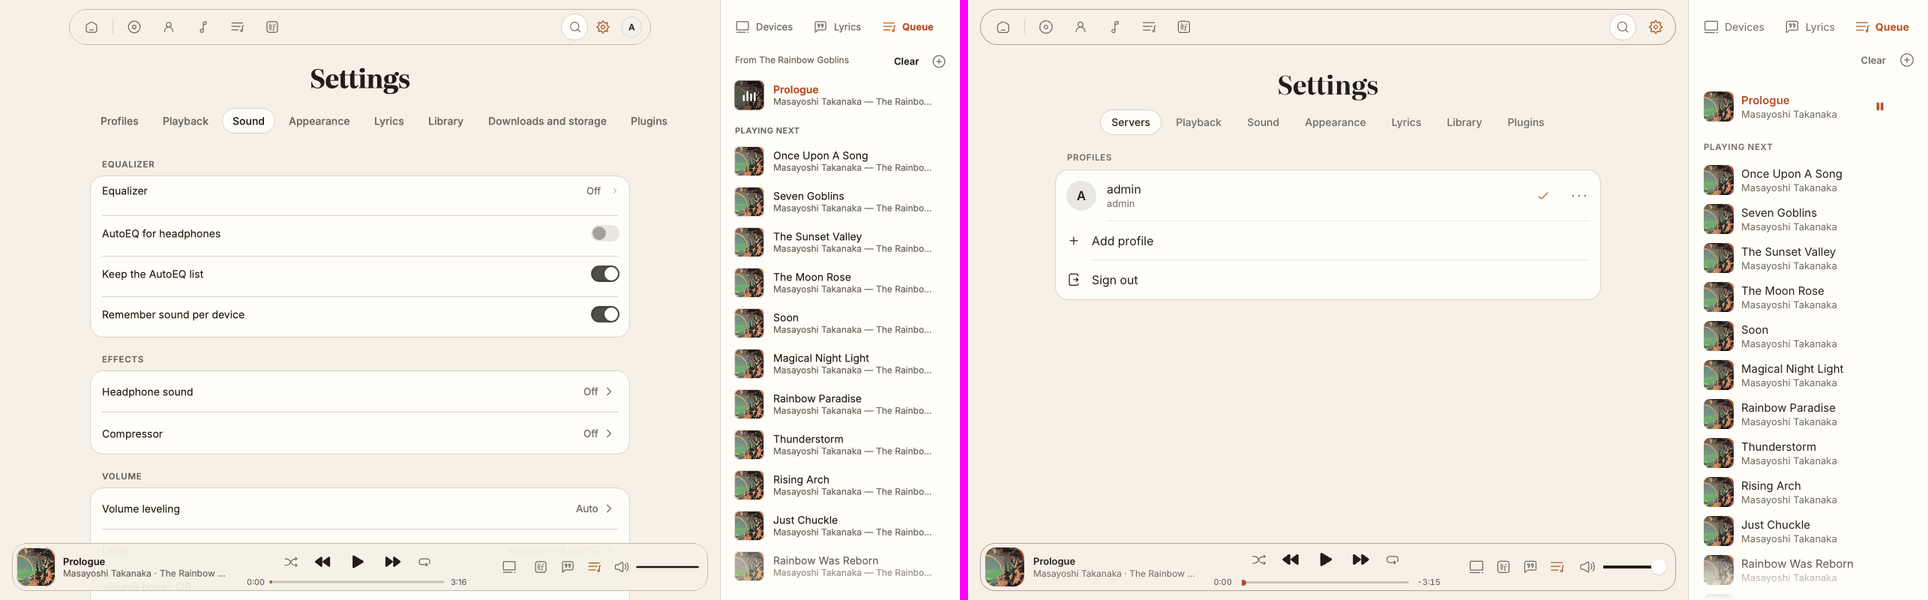 A
Settings
Profiles Playback Sound Appearance Lyrics Library Downloads and storage Plugins
EQUALIZER
Equalizer Off
AutoEQ for headphones
Keep the AutoEQ list
Remember sound per device
EFFECTS
Headphone sound Off
Compressor Off
VOLUME
Volume leveling Auto
Level
Volume boost Off
Prologue
Masayoshi Takanaka · The Rainbow ...
0:00 3:16
Devices Lyrics Queue
From The Rainbow Goblins Clear
Prologue
Masayoshi Takanaka — The Rainbo...
PLAYING NEXT
Once Upon A Song
Masayoshi Takanaka — The Rainbo...
Seven Goblins
Masayoshi Takanaka — The Rainbo...
The Sunset Valley
Masayoshi Takanaka — The Rainbo...
The Moon Rose
Masayoshi Takanaka — The Rainbo...
Soon
Masayoshi Takanaka — The Rainbo...
Magical Night Light
Masayoshi Takanaka — The Rainbo...
Rainbow Paradise
Masayoshi Takanaka — The Rainbo...
Thunderstorm
Masayoshi Takanaka — The Rainbo...
Rising Arch
Masayoshi Takanaka — The Rainbo...
Just Chuckle
Masayoshi Takanaka — The Rainbo...
Rainbow Was Reborn
Masayoshi Takanaka — The Rainbo...
Settings
Servers Playback Sound Appearance Lyrics Library Plugins
PROFILES
A
admin
admin
Add profile
Sign out
Prologue
Masayoshi Takanaka · The Rainbow ...
0:00 -3:15
Devices Lyrics Queue
Clear
Prologue
Masayoshi Takanaka
PLAYING NEXT
Once Upon A Song
Masayoshi Takanaka
Seven Goblins
Masayoshi Takanaka
The Sunset Valley
Masayoshi Takanaka
The Moon Rose
Masayoshi Takanaka
Soon
Masayoshi Takanaka
Magical Night Light
Masayoshi Takanaka
Rainbow Paradise
Masayoshi Takanaka
Thunderstorm
Masayoshi Takanaka
Rising Arch
Masayoshi Takanaka
Just Chuckle
Masayoshi Takanaka
Rainbow Was Reborn
Masayoshi Takanaka